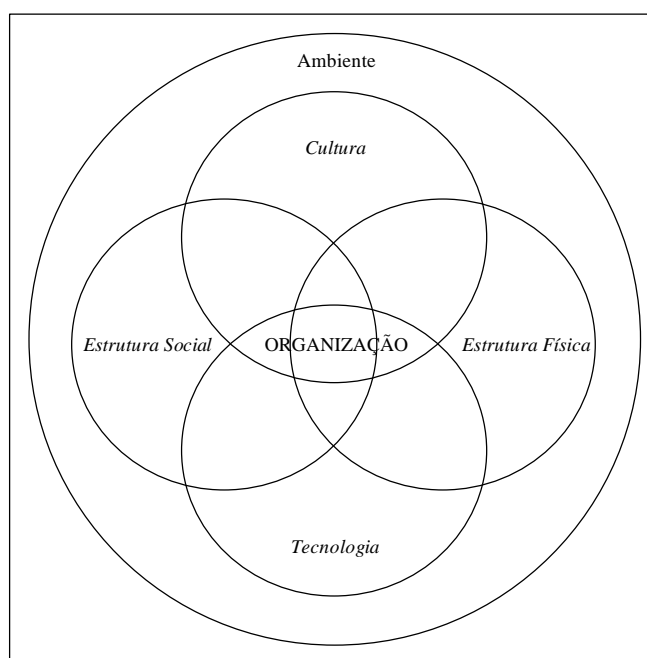 Ambiente
Cultura
Estrutura Social
ORGANIZAÇÃO
Estrutura Física
Tecnologia